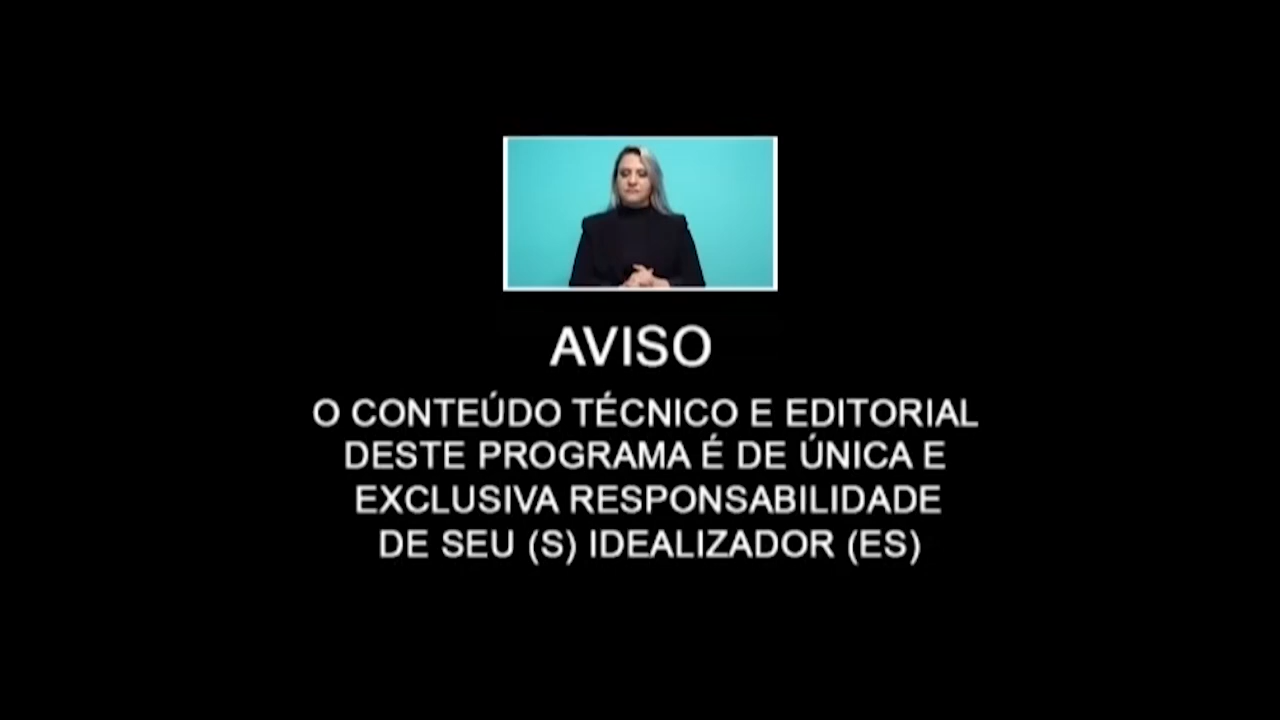 AVISO
O CONTEÚDO TÉCNICO E EDITORIAL
DESTE PROGRAMA É DE ÚNICA E
EXCLUSIVA RESPONSABILIDADE
DE SEU (S) IDEALIZADOR (ES)